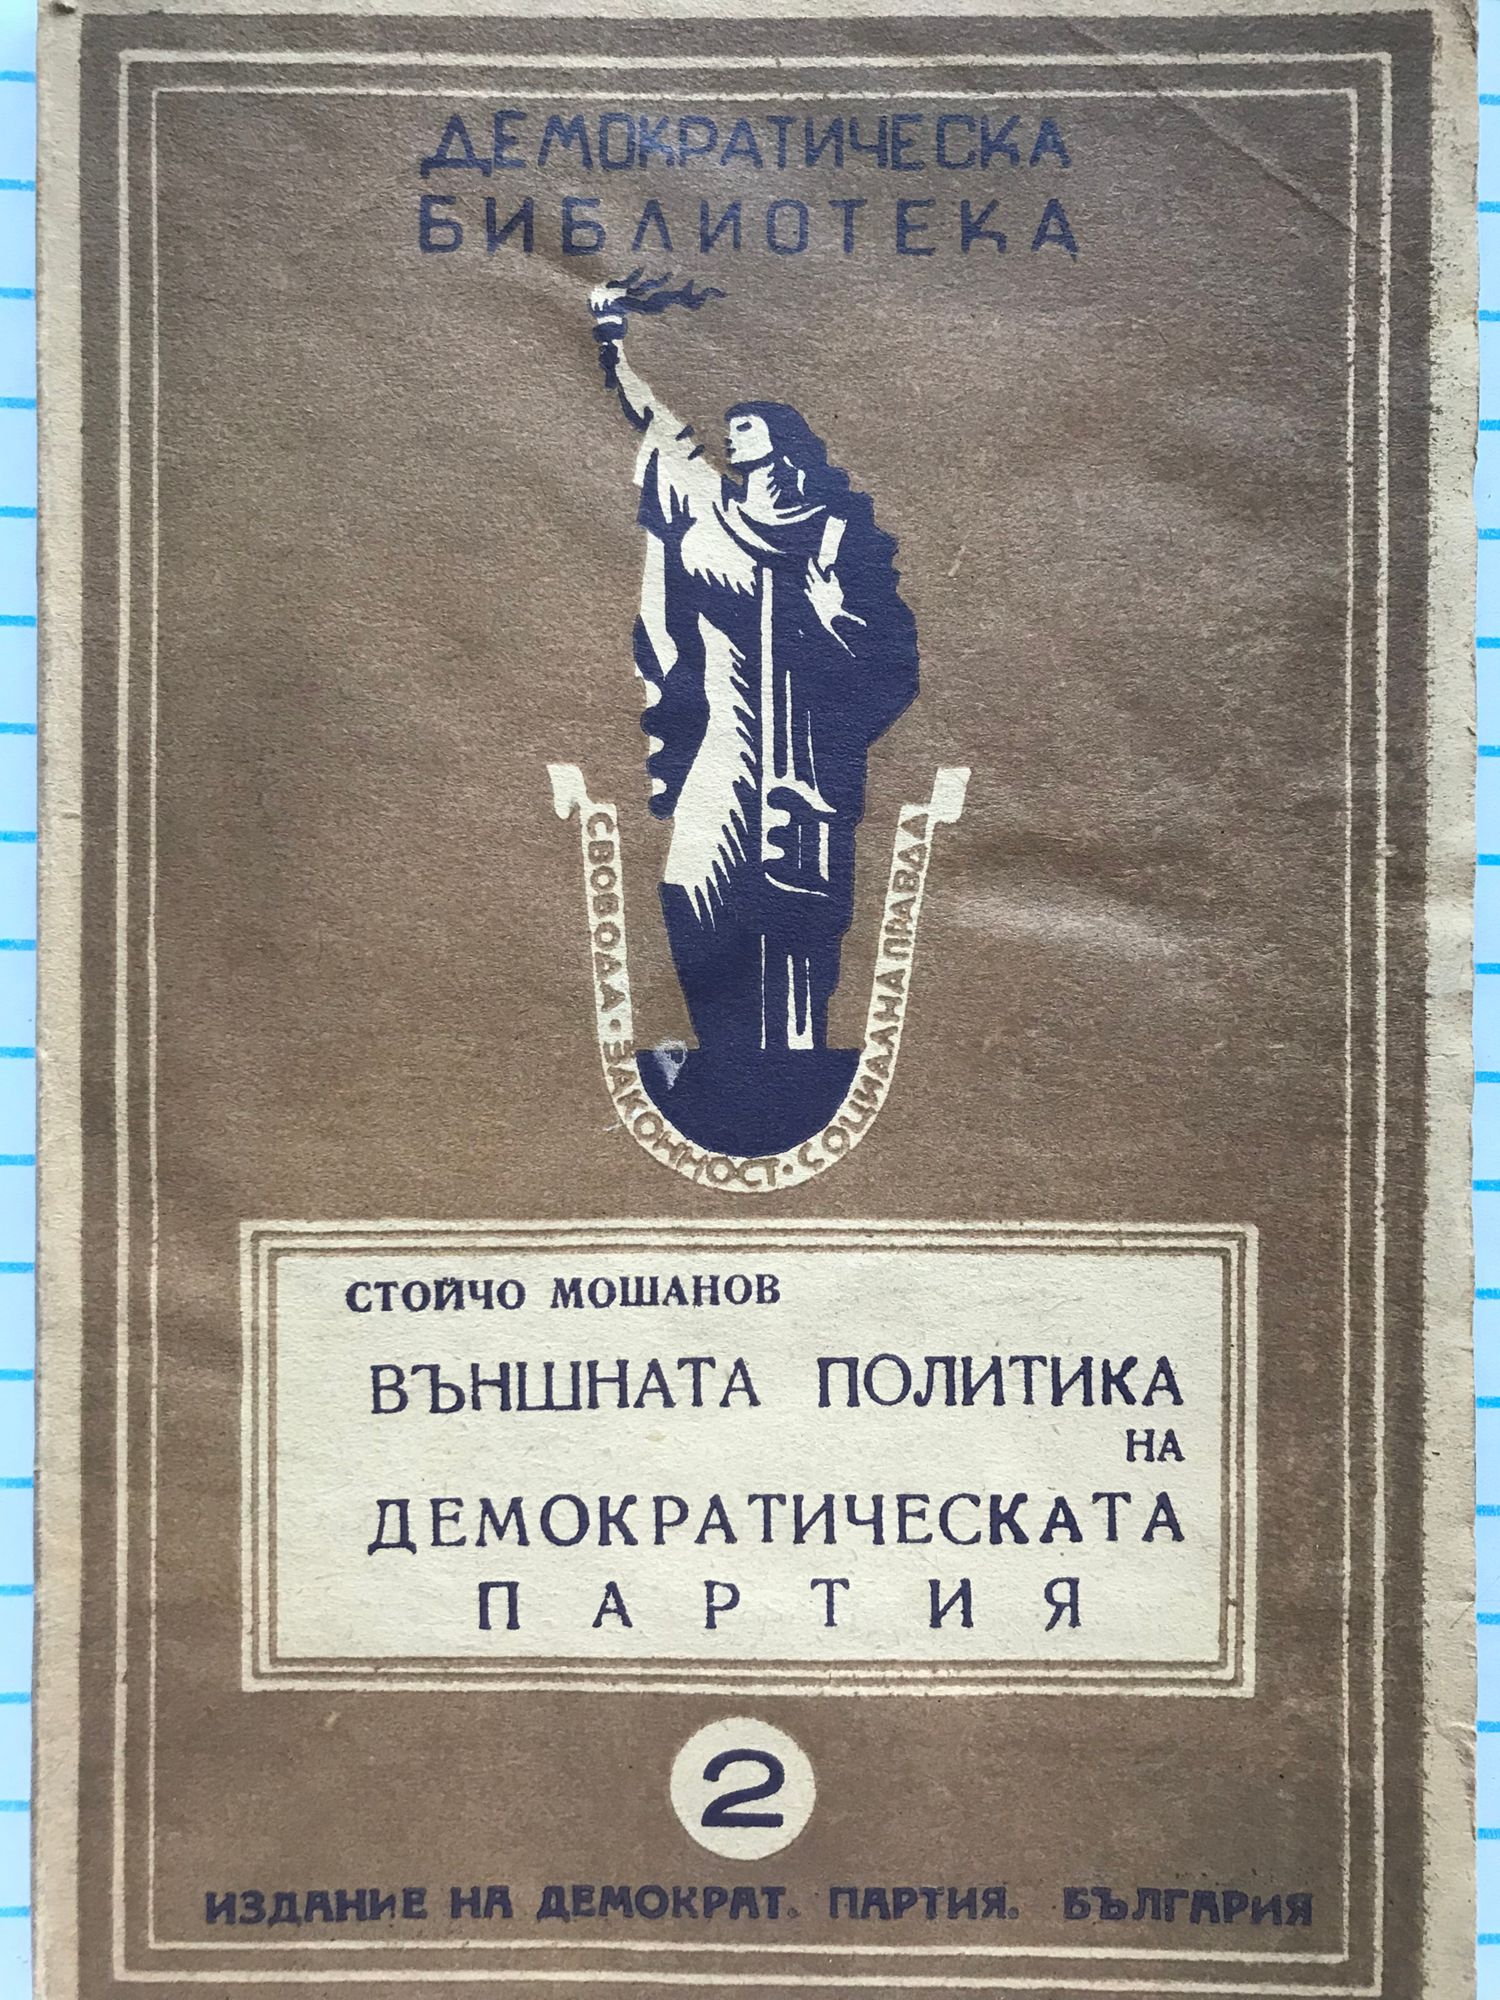 ДЕМОКРАТИЧЕСКА
БИБЛИОТЕКА
СВОБОДА · ЗАКОННОСТ · СОЦИАЛНА ПРАВДА
СТОЙЧО МОШАНОВ
ВЪНШНАТА ПОЛИТИКА
НА
ДЕМОКРАТИЧЕСКАТА
ПАРТИЯ
2
ИЗДАНИЕ НА ДЕМОКРАТ. ПАРТИЯ. БЪЛГАРИЯ